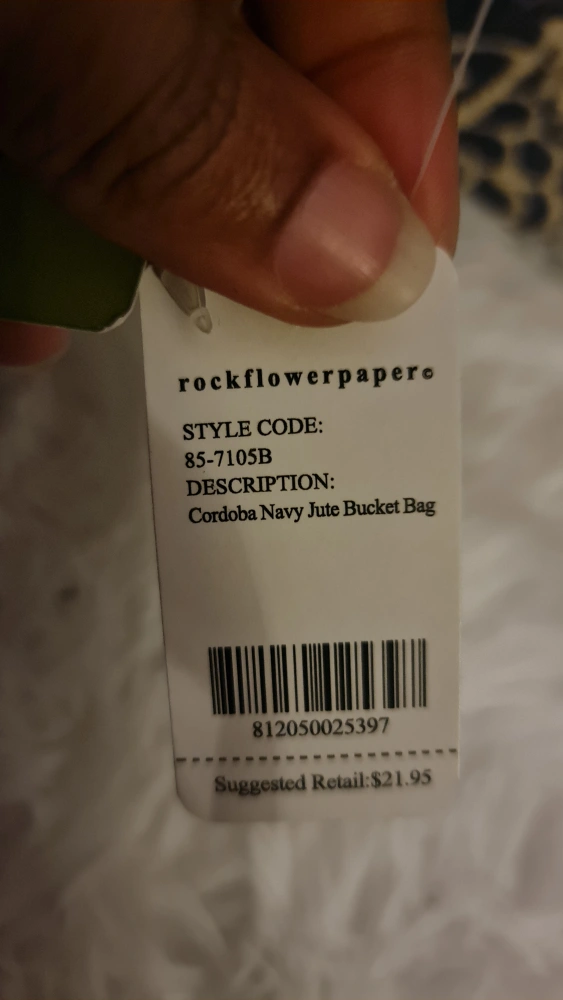 rockflowerpaper©
STYLE CODE:
85-7105B
DESCRIPTION:
Cordoba Navy Jute Bucket Bag
812050025397
Suggested Retail:$21.95